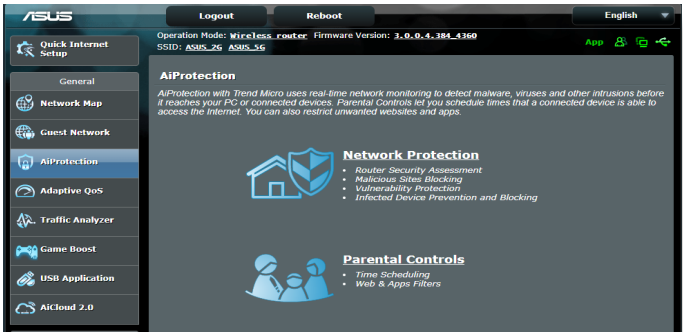 ASUS
Logout
Reboot
English
Quick Internet
Setup
General
Network Map
Guest Network
AiProtection
Adaptive QoS
Traffic Analyzer
Game Boost
USB Application
AiCloud 2.0
Operation Mode: Wireless router Firmware Version: 3.0.0.4.384_4360
SSID: ASUS_2G ASUS_5G
App
AiProtection
AiProtection with Trend Micro uses real-time network monitoring to detect malware, viruses and other intrusions before
it reaches your PC or connected devices. Parental Controls let you schedule times that a connected device is able to
access the Internet. You can also restrict unwanted websites and apps.
Network Protection
• Router Security Assessment
• Malicious Sites Blocking
• Vulnerability Protection
• Infected Device Prevention and Blocking
Parental Controls
• Time Scheduling
• Web & Apps Filters